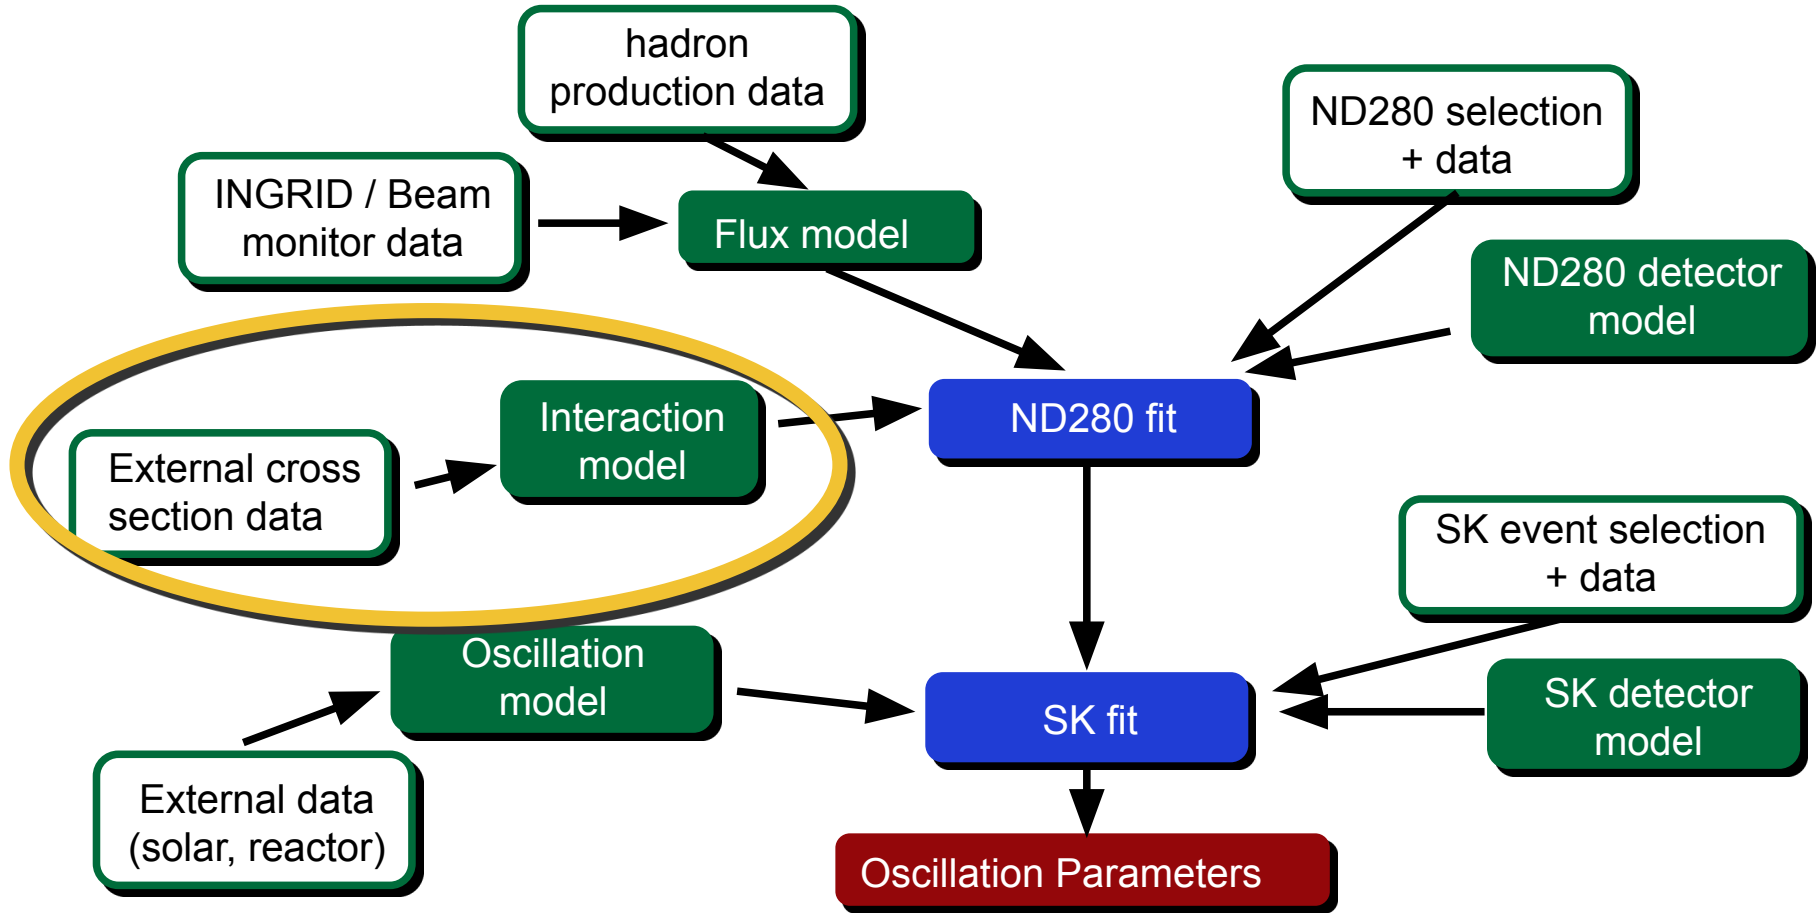 hadron
production data
ND280 selection
+ data
INGRID / Beam
monitor data
Flux model
ND280 detector
model
Interaction
model
ND280 fit
External cross
section data
SK event selection
+ data
Oscillation
model
SK fit
SK detector
model
External data
(solar, reactor)
Oscillation Parameters